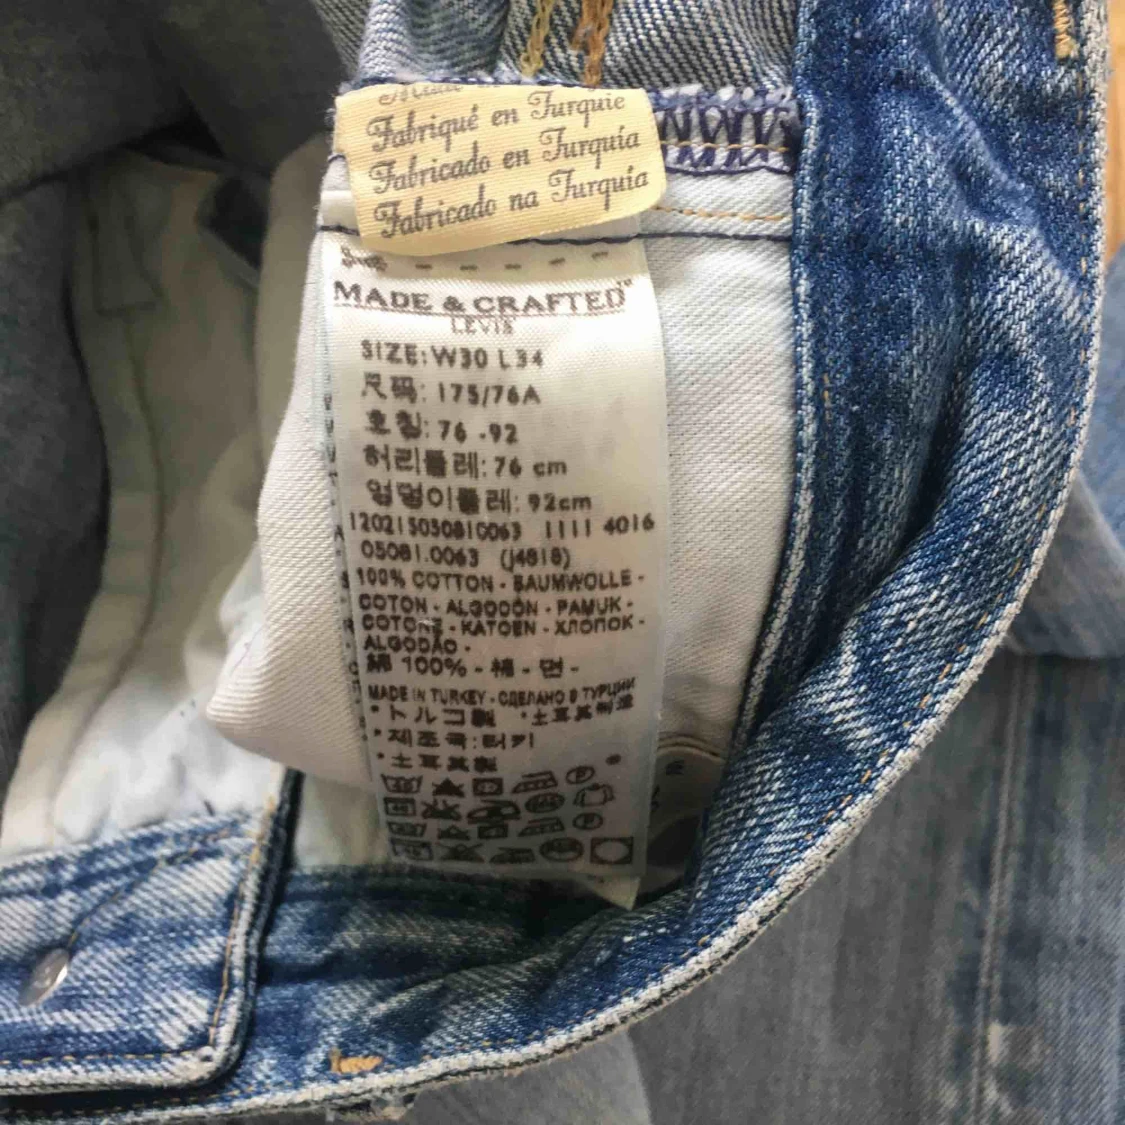 Fabriqué en Turquie
Fabricado en Turquía
Fabricado na Turquía
MADE & CRAFTED™
LEVI'S
SIZE: W30 L34
尺码: 175/76A
호칭: 76 -92
허리둘레: 76 cm
엉덩이둘레: 92cm
120215030810063 1111 4016
05081.0063 (J4818)
100% COTTON - BAUMWOLLE -
COTON - ALGODÓN - PAMUK -
COTONE - KATOEN - ХЛОПОК -
ALGODÃO -
綿 100% - 棉 - 면 -
MADE IN TURKEY - СДЕЛАНО В ТУРЦИИ
*トルコ製 *土耳其制造
*제조국:터키
*土耳其製